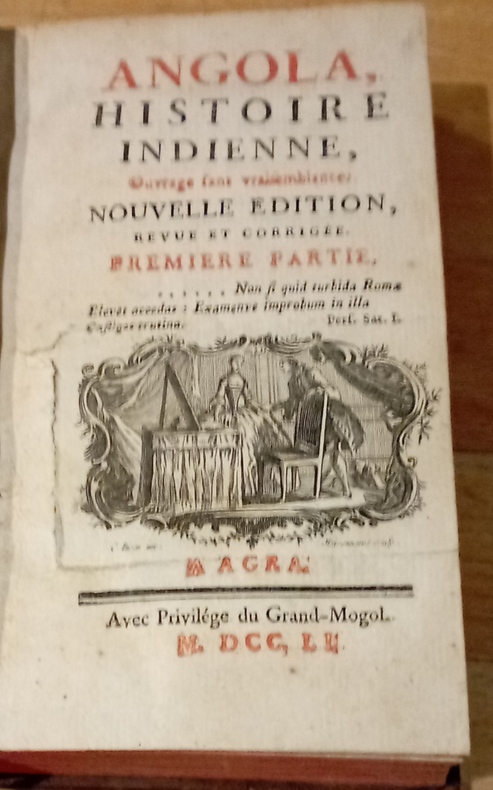 ANGOLA,
HISTOIRE
INDIENNE,
Ouvrage sans vraisemblance.
NOUVELLE EDITION,
REVUE ET CORRIGÉE.
PREMIERE PARTIE.
. . . . . . Non si quid turbida Romæ
Elevet accedas : Examenve improbum in illa
Castiges trutina.
Pers. Sat. I.
A AGRA.
Avec Privilége du Grand-Mogol.
M. DCC, LI.